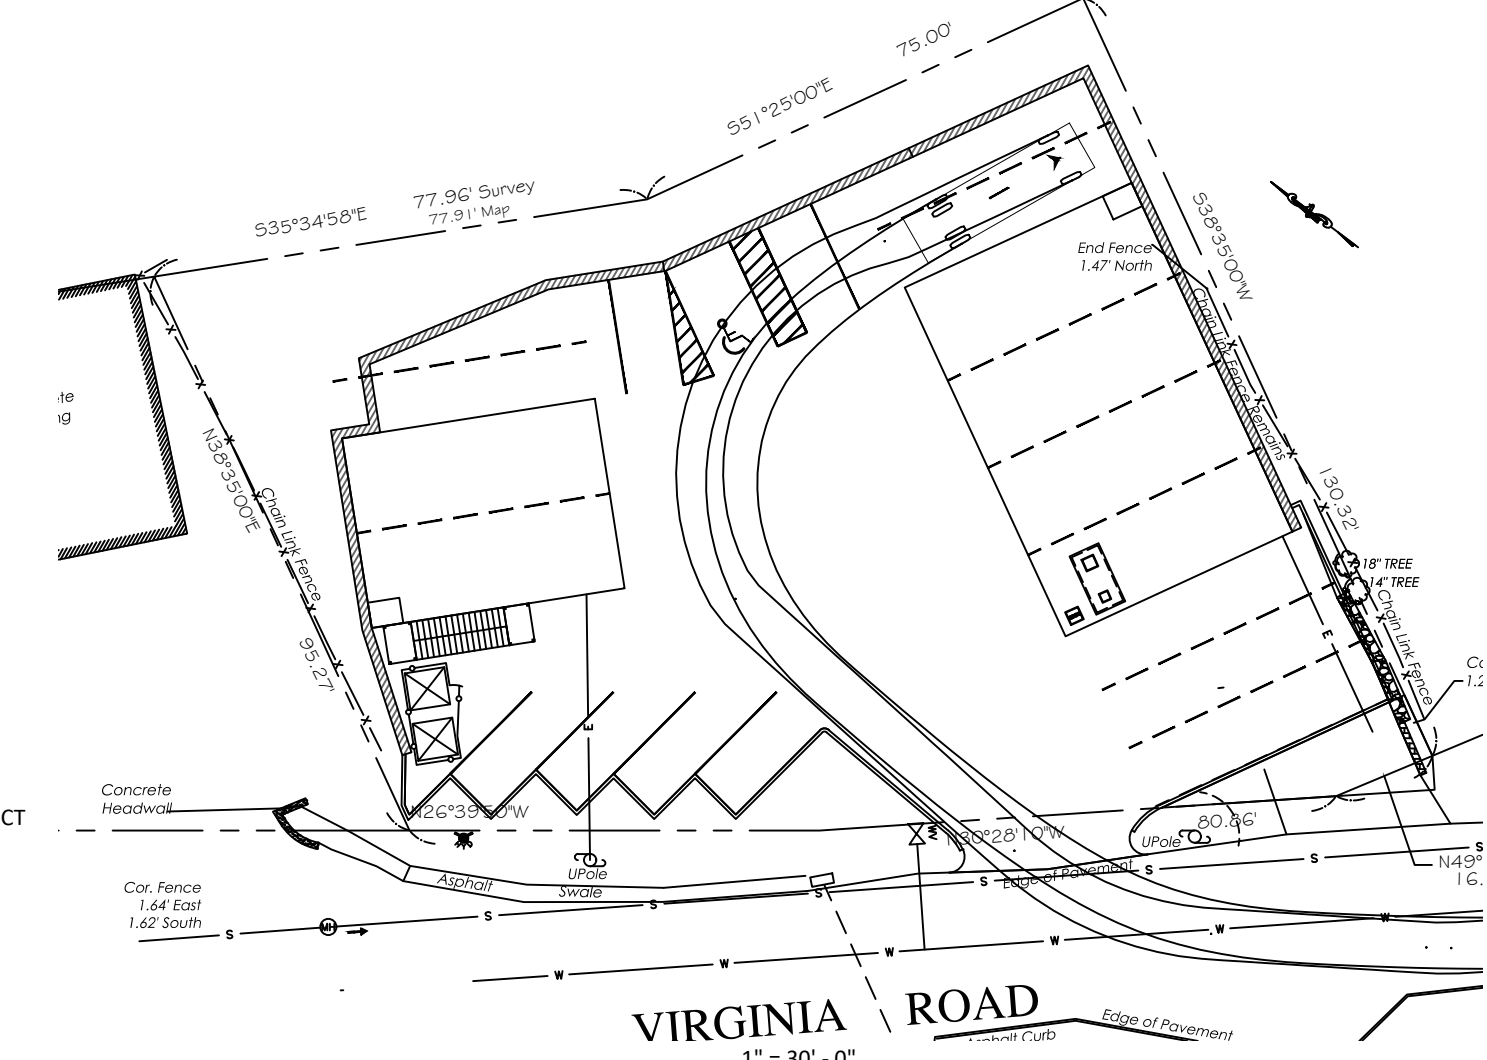 75.00'
S51°25'00"E
77.96' Survey
77.91' Map
S35°34'58"E
S38°35'00"W
End Fence
1.47' North
Chain Link Fence Remains
130.32'
18" TREE
14" TREE
Chain Link Fence
N38°35'00"E
Chain Link Fence
95.27'
E
E
Concrete
Headwall
CT
N26°39'50"W
N30°28'10"W
80.86'
UPole
WV
UPole
Swale
Asphalt
Edge of Pavement
Cor. Fence
1.64' East
1.62' South
MH
S S S S S S S S
W W W W W W
N49°
16.
1.2
VIRGINIA ROAD
Asphalt Curb
Edge of Pavement
1" = 30' - 0"